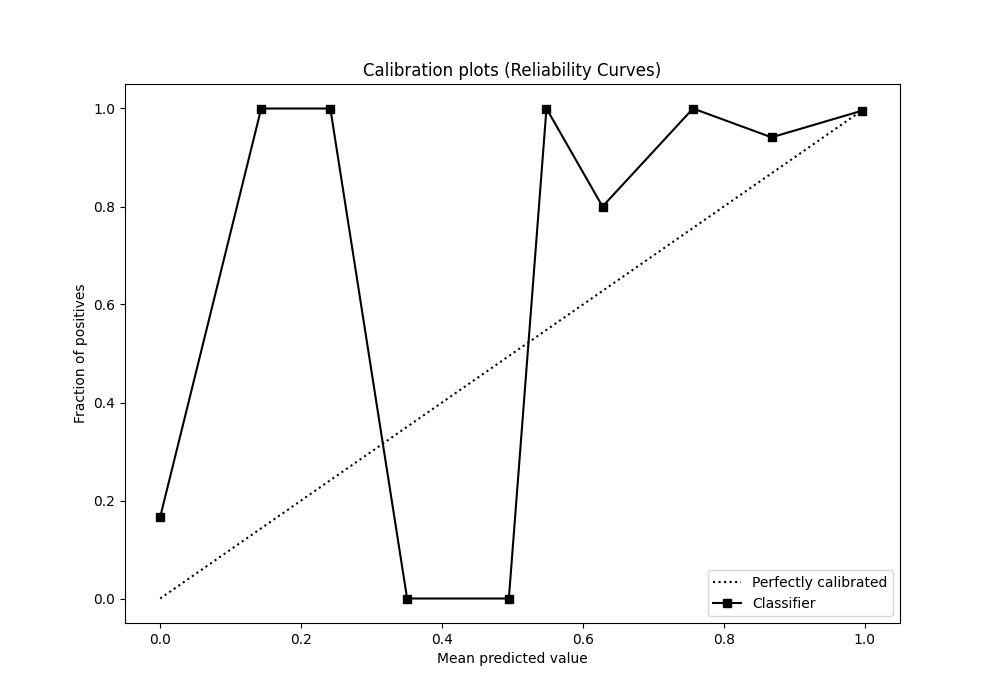 Calibration plots (Reliability Curves)
1.0
0.8
0.6
0.4
0.2
0.0
Fraction of positives
0.0 0.2 0.4 0.6 0.8 1.0
Mean predicted value
Perfectly calibrated
Classifier